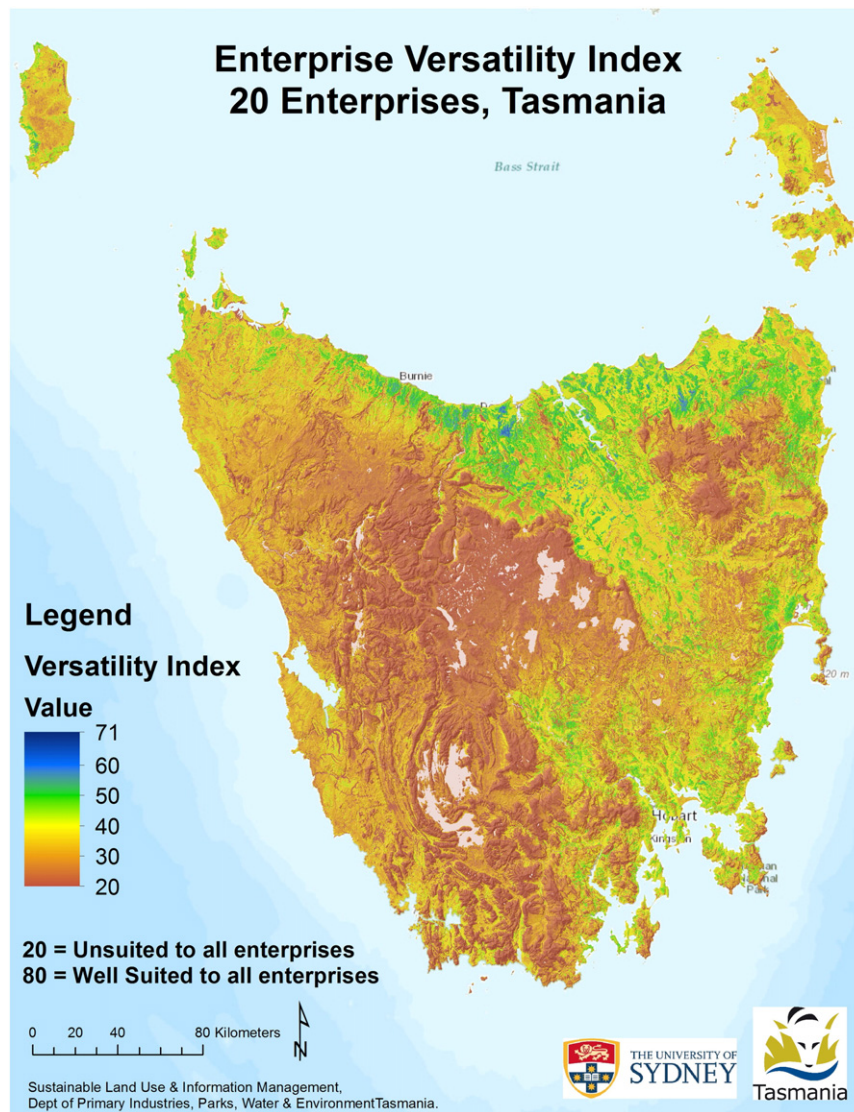 Enterprise Versatility Index
20 Enterprises, Tasmania
Bass Strait
Burnie
Hobart
20 m
Park
Legend
Versatility Index
Value
71
60
50
40
30
20
20 = Unsuited to all enterprises
80 = Well Suited to all enterprises
0 20 40 80 Kilometers
N
Sustainable Land Use & Information Management,
Dept of Primary Industries, Parks, Water & EnvironmentTasmania.
THE UNIVERSITY OF
SYDNEY
Tasmania